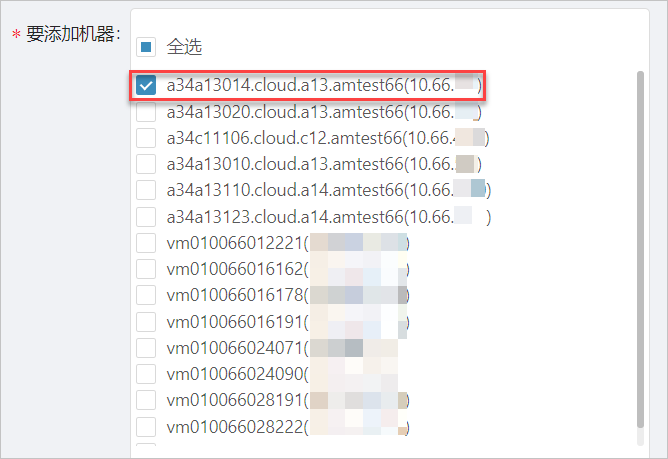 * 要添加机器:
全选
a34a13014.cloud.a13.amtest66(10.66.)
a34a13020.cloud.a13.amtest66(10.66.)
a34c11106.cloud.c12.amtest66(10.66.)
a34a13010.cloud.a13.amtest66(10.66.)
a34a13110.cloud.a14.amtest66(10.66.)
a34a13123.cloud.a14.amtest66(10.66.)
vm010066012221()
vm010066016162()
vm010066016178()
vm010066016191()
vm010066024071(
vm010066024090(
vm010066028191()
vm010066028222()